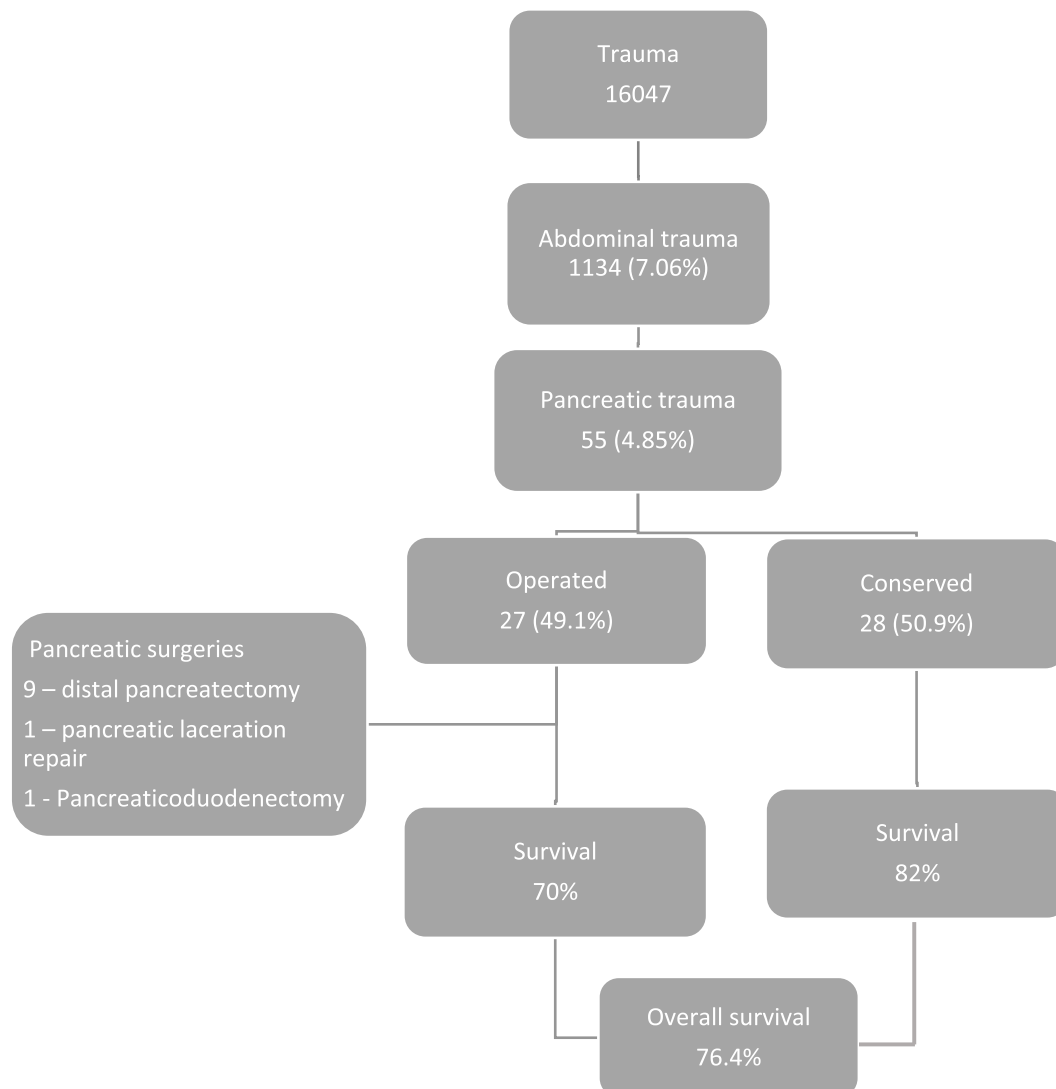 Trauma
16047
Abdominal trauma
1134 (7.06%)
Pancreatic trauma
55 (4.85%)
Operated
27 (49.1%)
Conserved
28 (50.9%)
Pancreatic surgeries
9 – distal pancreatectomy
1 – pancreatic laceration
repair
1 - Pancreaticoduodenectomy
Survival
70%
Survival
82%
Overall survival
76.4%